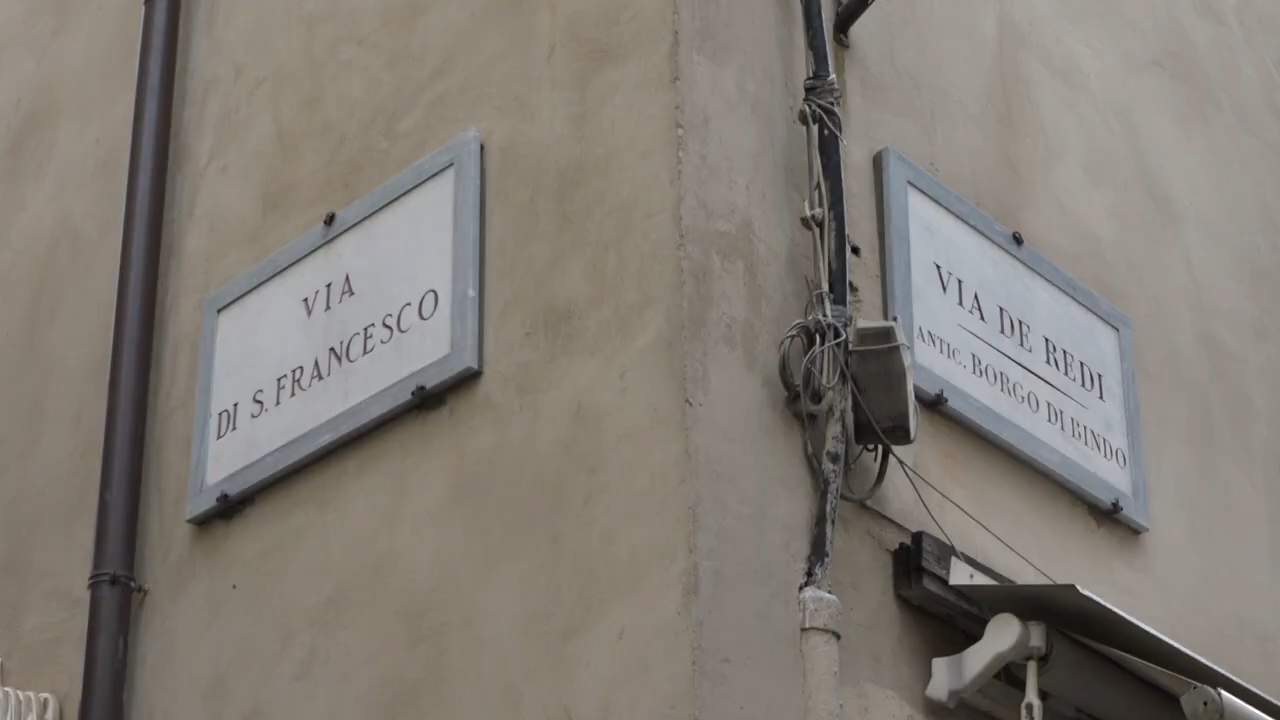 VIA
DI S. FRANCESCO
VIA DE REDI
ANTIC. BORGO DI BINDO